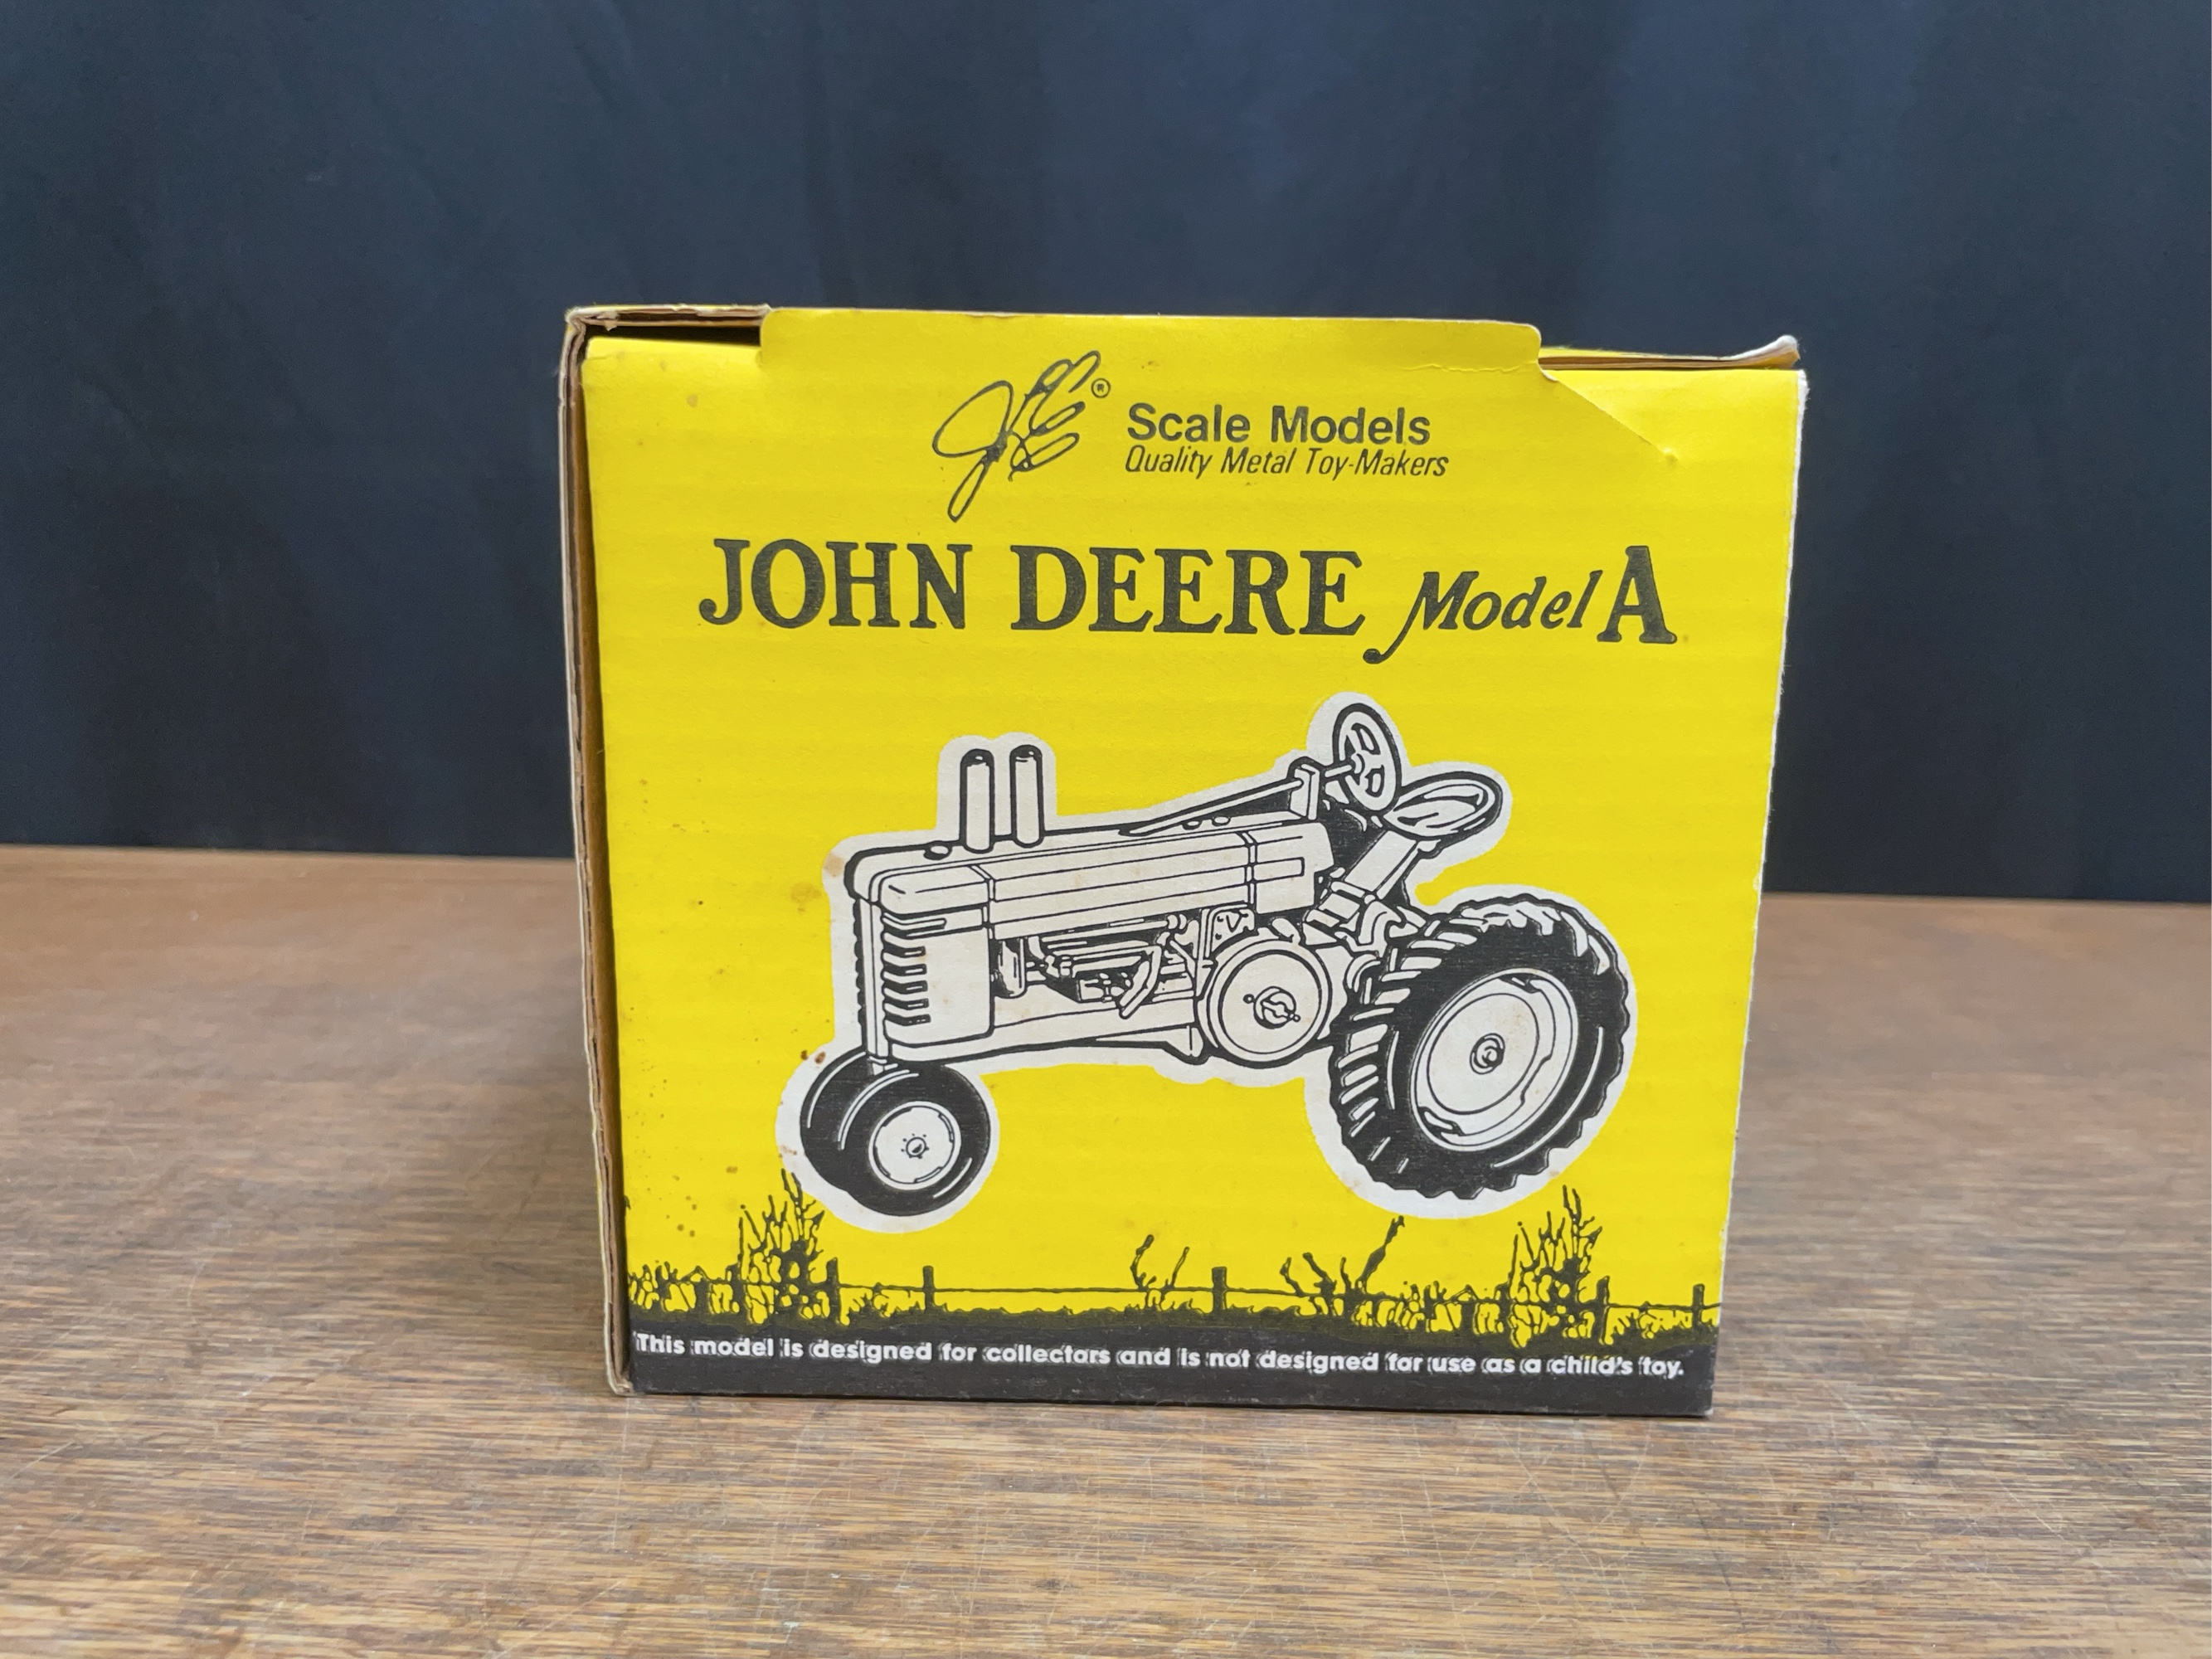 JLE® Scale Models
Quality Metal Toy-Makers
JOHN DEERE Model A
This model is designed for collectors and is not designed for use as a child's toy.